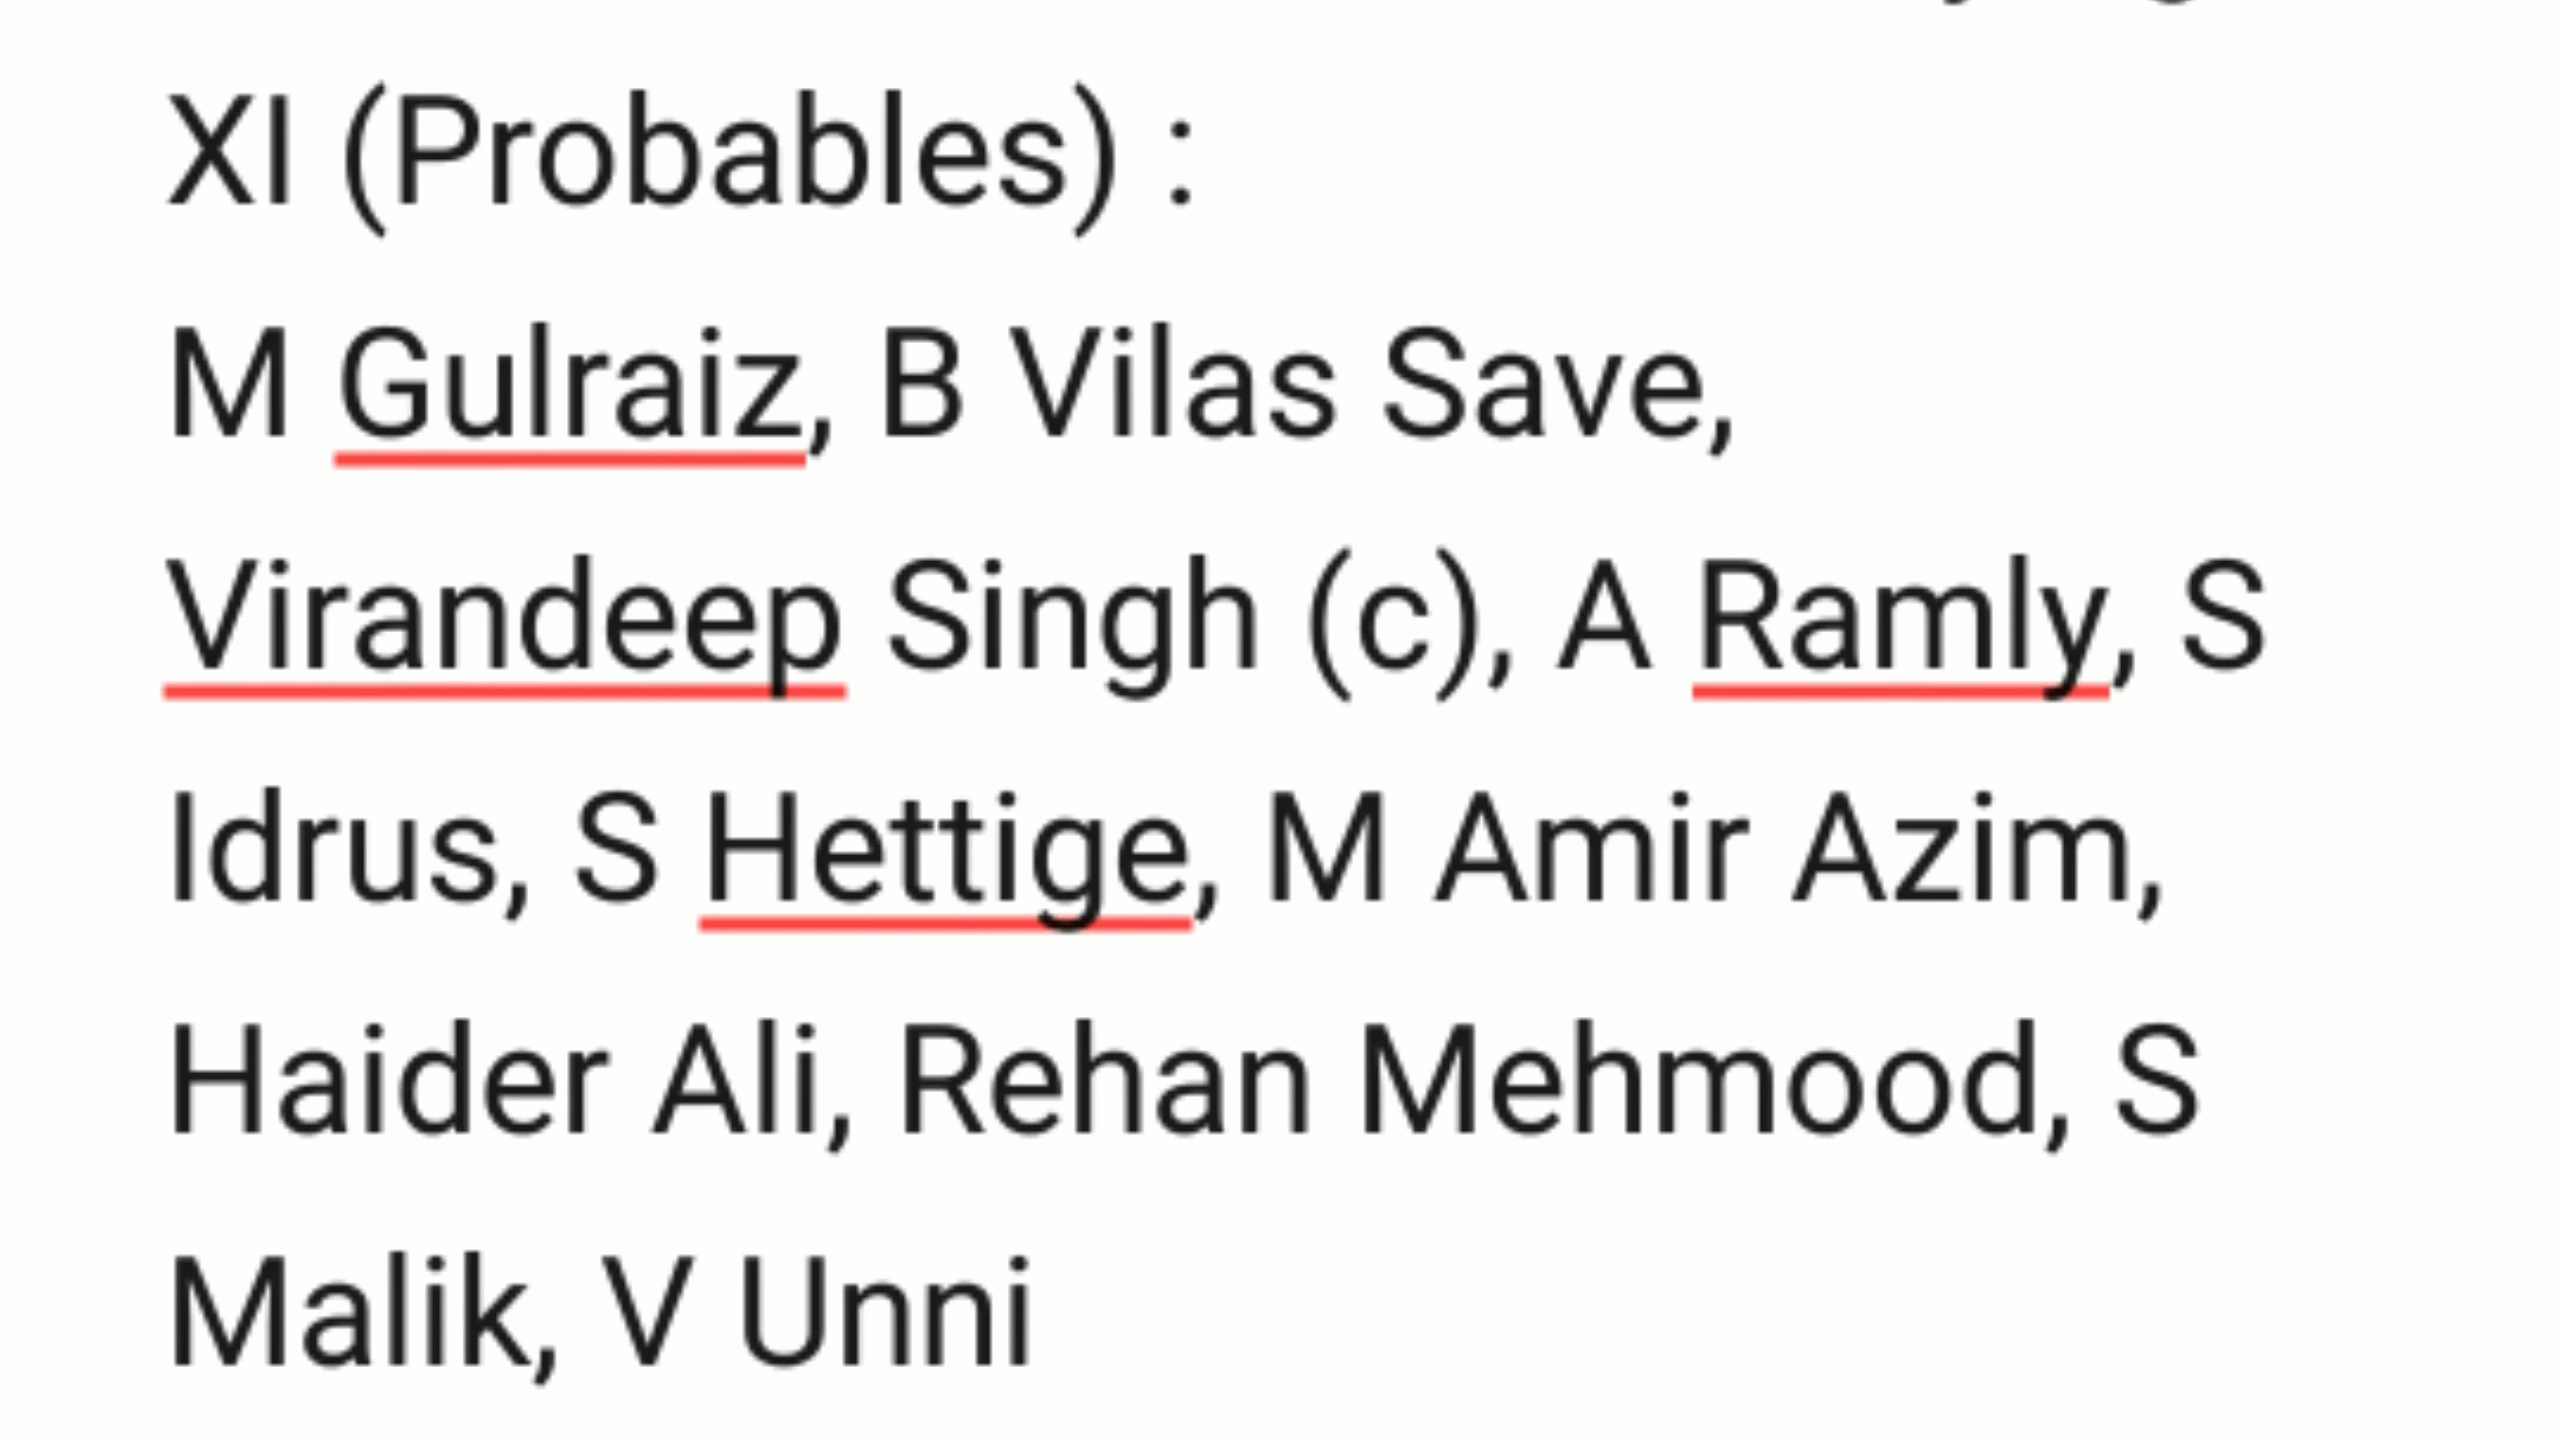 XI (Probables) :
M Gulraiz, B Vilas Save,
Virandeep Singh (c), A Ramly, S
Idrus, S Hettige, M Amir Azim,
Haider Ali, Rehan Mehmood, S
Malik, V Unni